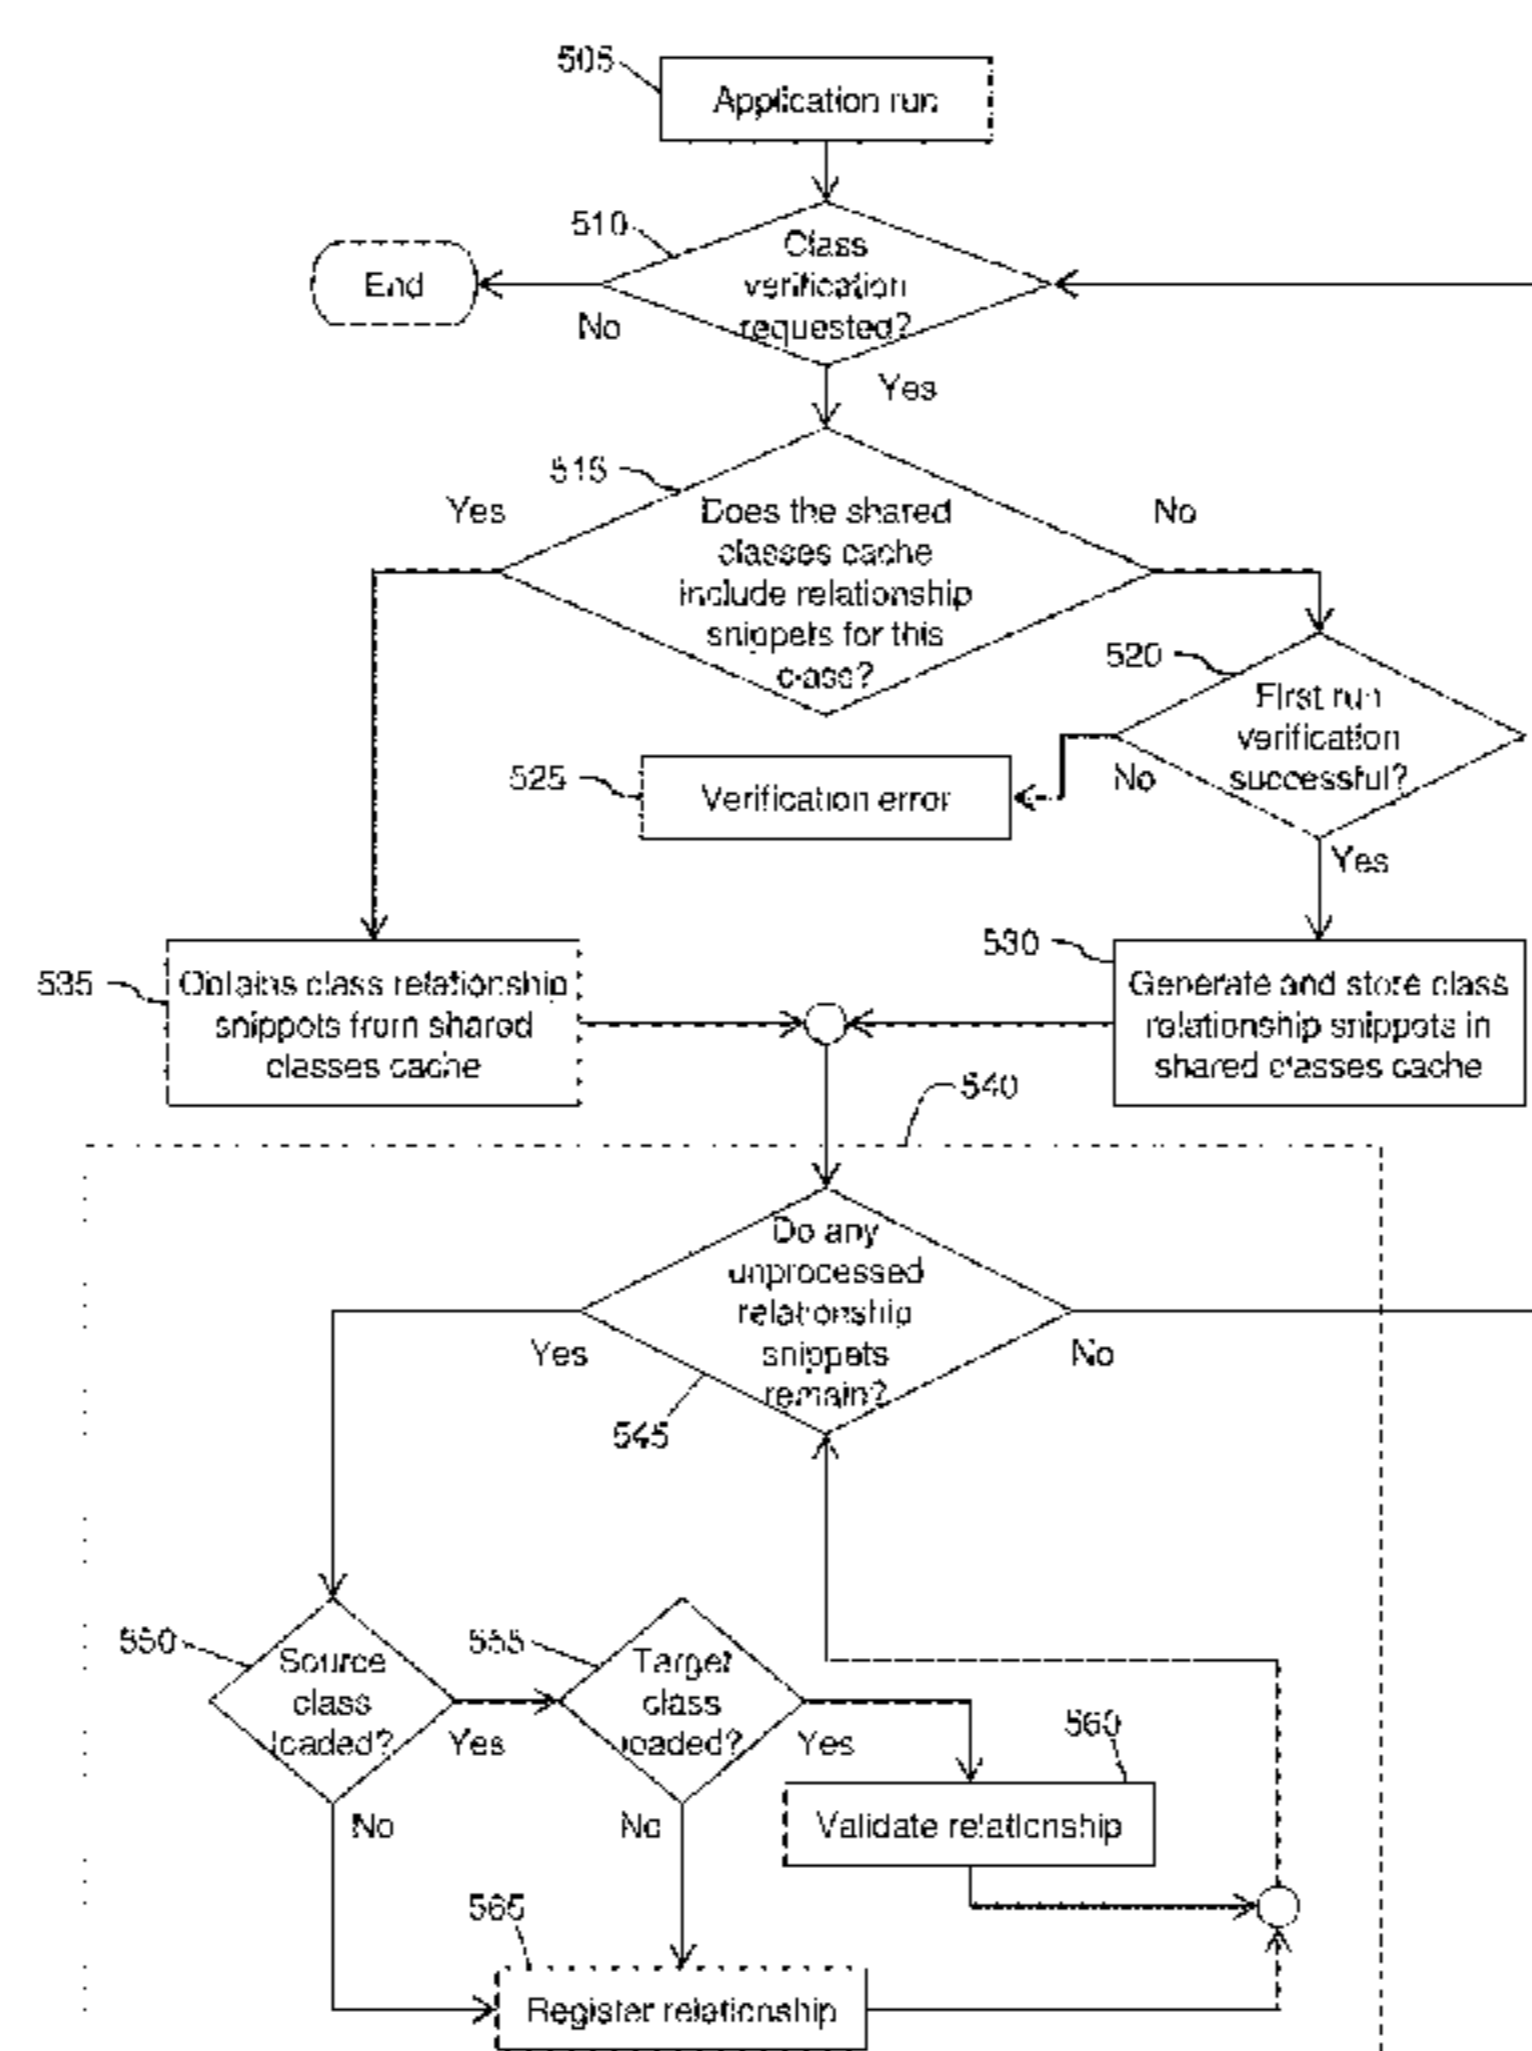 505
Application run
510
Class
verification
requested?
End
No
Yes
515
Does the shared
classes cache
include relationship
snippets for this
class?
Yes
No
520
First run
verification
successful?
No
Yes
525
Verification error
530
Generate and store class
relationship snippets in
shared classes cache
535
Obtains class relationship
snippets from shared
classes cache
540
Do any
unprocessed
relationship
snippets
remain?
Yes
No
545
550
Source
class
loaded?
Yes
No
555
Target
class
loaded?
Yes
No
560
Validate relationship
565
Register relationship